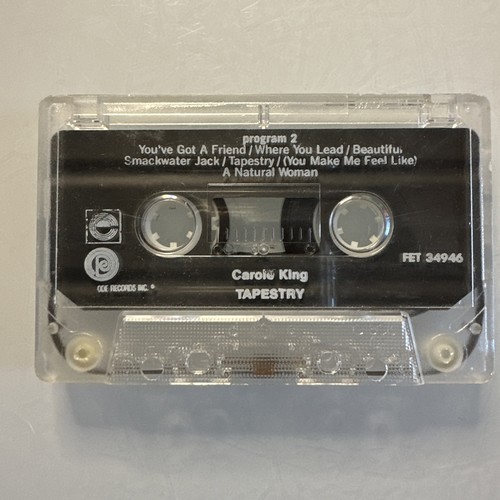 program 2
You've Got A Friend / Where You Lead / Beautiful
Smackwater Jack / Tapestry / (You Make Me Feel Like)
A Natural Woman
FET 34946
Carole King
ODE RECORDS INC.
TAPESTRY